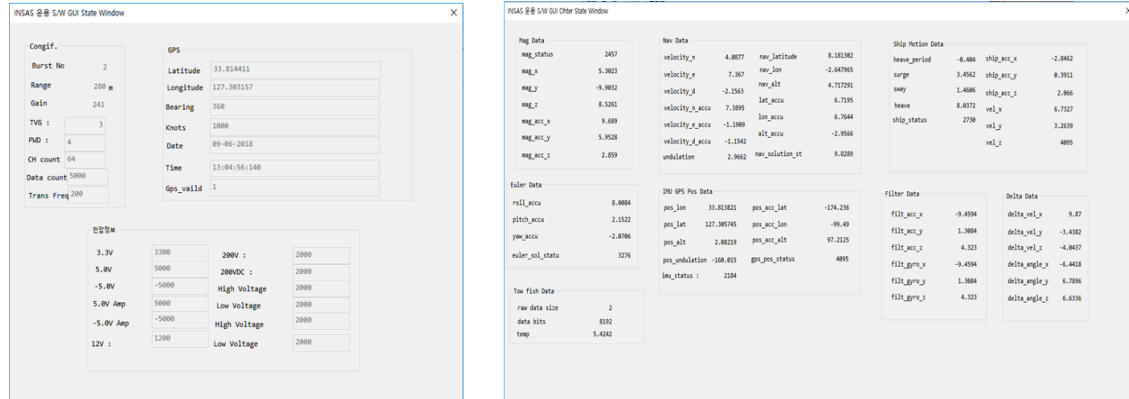 INSAS 운용 S/W GUI State Window
Congif.
Burst No 2
Range 280 m
Gain 241
TVG : 3
PWD : 4
CH count 64
Data count 5000
Trans Freq 200
GPS
Latitude 33.814411
Longitude 127.303157
Bearing 360
Knots 1000
Date 09-06-2018
Time 13:04:56:140
Gps_vaild 1
전압정보
3.3V 3300 200V : 2000
5.0V 5000 200VDC : 2000
-5.0V -5000 High Voltage 2000
5.0V Amp 5000 Low Voltage 2000
-5.0V Amp -5000 High Voltage 2000
12V : 1200 Low Voltage 2000
INSAS 운용 S/W GUI Ohter State Window
Mag Data
mag_status 2457
mag_x 5.3023
mag_y -9.9032
mag_z 8.5261
mag_acc_x 9.689
mag_acc_y 5.9528
mag_acc_z 2.859
Nav Data
velocity_n 4.0877 nav_latitude 8.181302
velocity_e 7.367 nav_lon -2.647965
velocity_d -2.1563 nav_alt 4.717291
velocity_n_accu 7.3895 lat_accu 6.7195
velocity_e_accu -1.1909 lon_accu 6.7644
velocity_d_accu -1.1542 alt_accu -2.9566
undulation 2.9662 nav_solution_st 9.8289
Ship Motion Data
heave_period -0.404 ship_acc_x -2.8462
surge 3.4562 ship_acc_y 0.3911
sway 1.4606 ship_acc_z 2.066
heave 8.0372 vel_x 6.7327
ship_status 2730 vel_y 3.2639
vel_z 4095
Euler Data
roll_accu 8.0084
pitch_accu 2.1522
yaw_accu -2.0706
euler_sol_statu 3276
IMU GPS Pos Data
pos_lon 33.813821 pos_acc_lat -174.236
pos_lat 127.305745 pos_acc_lon -99.49
pos_alt 2.08219 pos_acc_alt 97.2125
pos_undulation -160.015 gps_pos_status 4095
imu_status : 2184
Filter Data
filt_acc_x -9.4594
filt_acc_y 1.3084
filt_acc_z 4.323
filt_gyro_x -9.4594
filt_gyro_y 1.3084
filt_gyro_z 4.323
Delta Data
delta_vel_x 9.87
delta_vel_y -3.4382
delta_vel_z -4.0437
delta_angle_x -6.4418
delta_angle_y 6.7896
delta_angle_z 6.6336
Tow fish Data
raw data size 2
data bits 8192
temp 5.4242